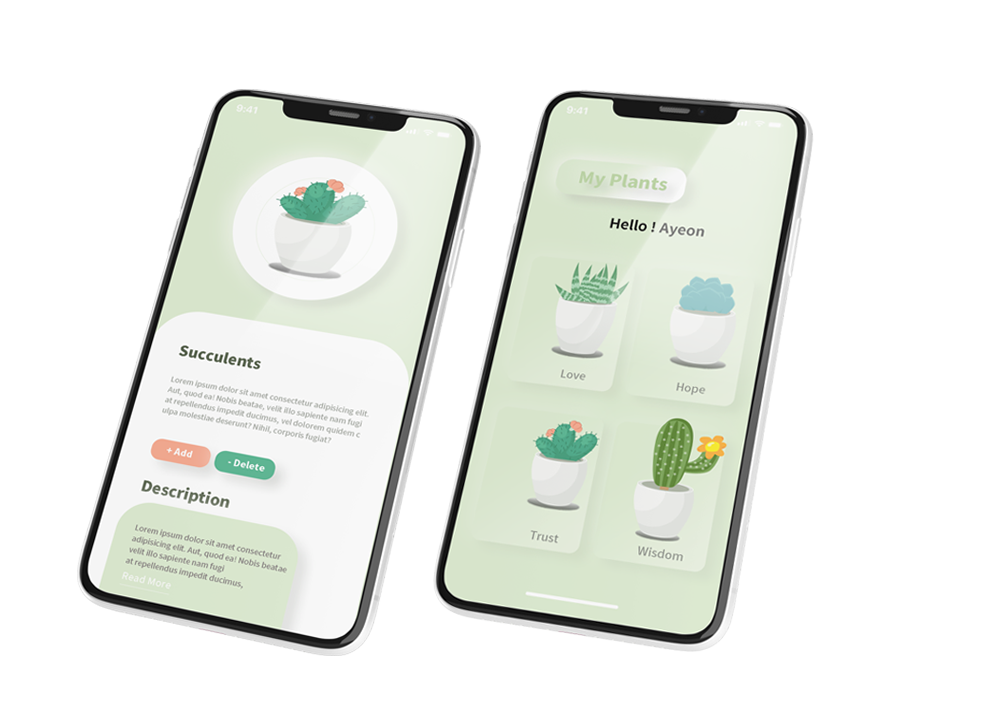 9:41
Succulents
Lorem ipsum dolor sit amet consectetur adipisicing elit.
Aut, quod ea! Nobis beatae, velit illo sapiente nam fugi
at repellendus impedit ducimus, vel dolorem quidem c
ulpa molestiae deserunt? Nihil, corporis fugiat?
+ Add
- Delete
Description
Lorem ipsum dolor sit amet consectetur
adipisicing elit. Aut, quod ea! Nobis beatae
velit illo sapiente nam fugi
at repellendus impedit ducimus,
Read More
9:41
My Plants
Hello ! Ayeon
Love
Hope
Trust
Wisdom